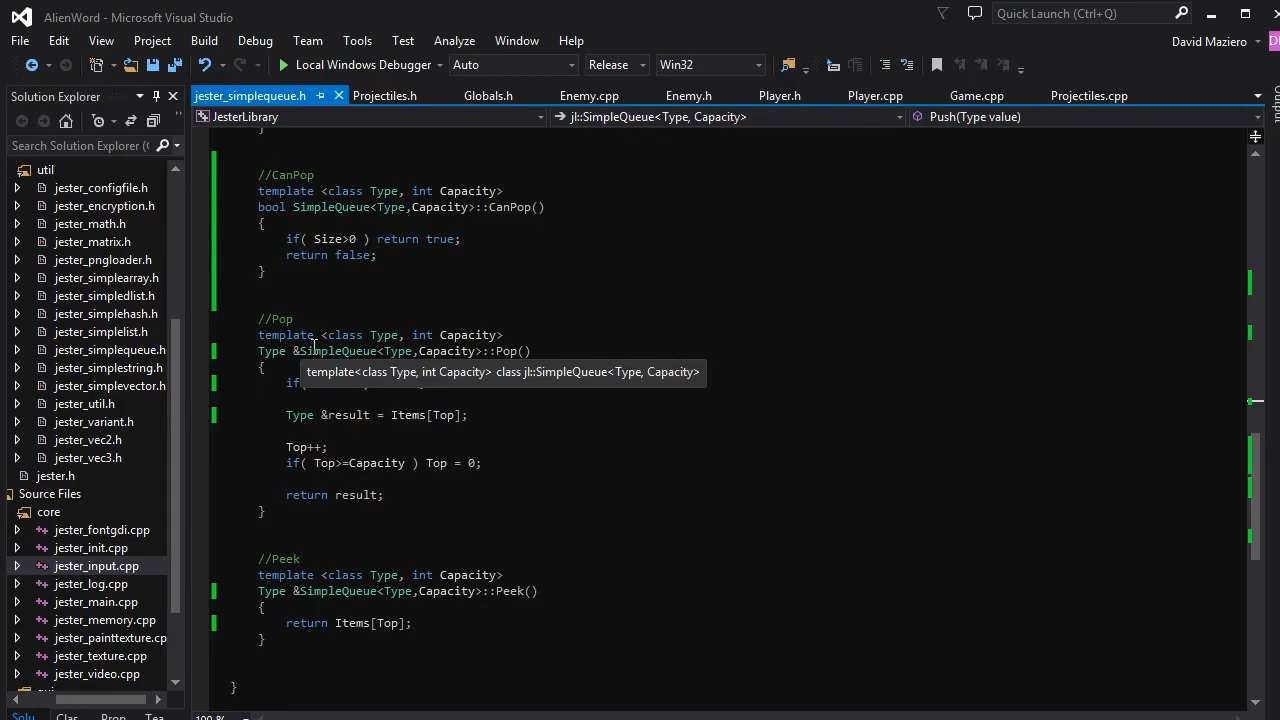 AlienWord - Microsoft Visual Studio
Quick Launch (Ctrl+Q)
File Edit View Project Build Debug Team Tools Test Analyze Window Help
David Maziero
Local Windows Debugger Auto Release Win32
Solution Explorer
jester_simplequeue.h Projectiles.h Globals.h Enemy.cpp Enemy.h Player.h Player.cpp Game.cpp Projectiles.cpp
JesterLibrary jl::SimpleQueue<Type, Capacity> Push(Type value)
Search Solution Explorer (C
util
jester_configfile.h
jester_encryption.h
jester_math.h
jester_matrix.h
jester_pngloader.h
jester_simplearray.h
jester_simpledlist.h
jester_simplehash.h
jester_simplelist.h
jester_simplequeue.h
jester_simplestring.h
jester_simplevector.h
jester_util.h
jester_variant.h
jester_vec2.h
jester_vec3.h
jester.h
Source Files
core
jester_fontgdi.cpp
jester_init.cpp
jester_input.cpp
jester_log.cpp
jester_main.cpp
jester_memory.cpp
jester_painttexture.cp
jester_texture.cpp
jester_video.cpp
}
//CanPop
template <class Type, int Capacity>
bool SimpleQueue<Type,Capacity>::CanPop()
{
if( Size>0 ) return true;
return false;
}
//Pop
template <class Type, int Capacity>
Type &SimpleQueue<Type,Capacity>::Pop()
{
template<class Type, int Capacity> class jl::SimpleQueue<Type, Capacity>
if(
Type &result = Items[Top];
Top++;
if( Top>=Capacity ) Top = 0;
return result;
}
//Peek
template <class Type, int Capacity>
Type &SimpleQueue<Type,Capacity>::Peek()
{
return Items[Top];
}
}
Solu... Clas... Prop... Tea...
100 %